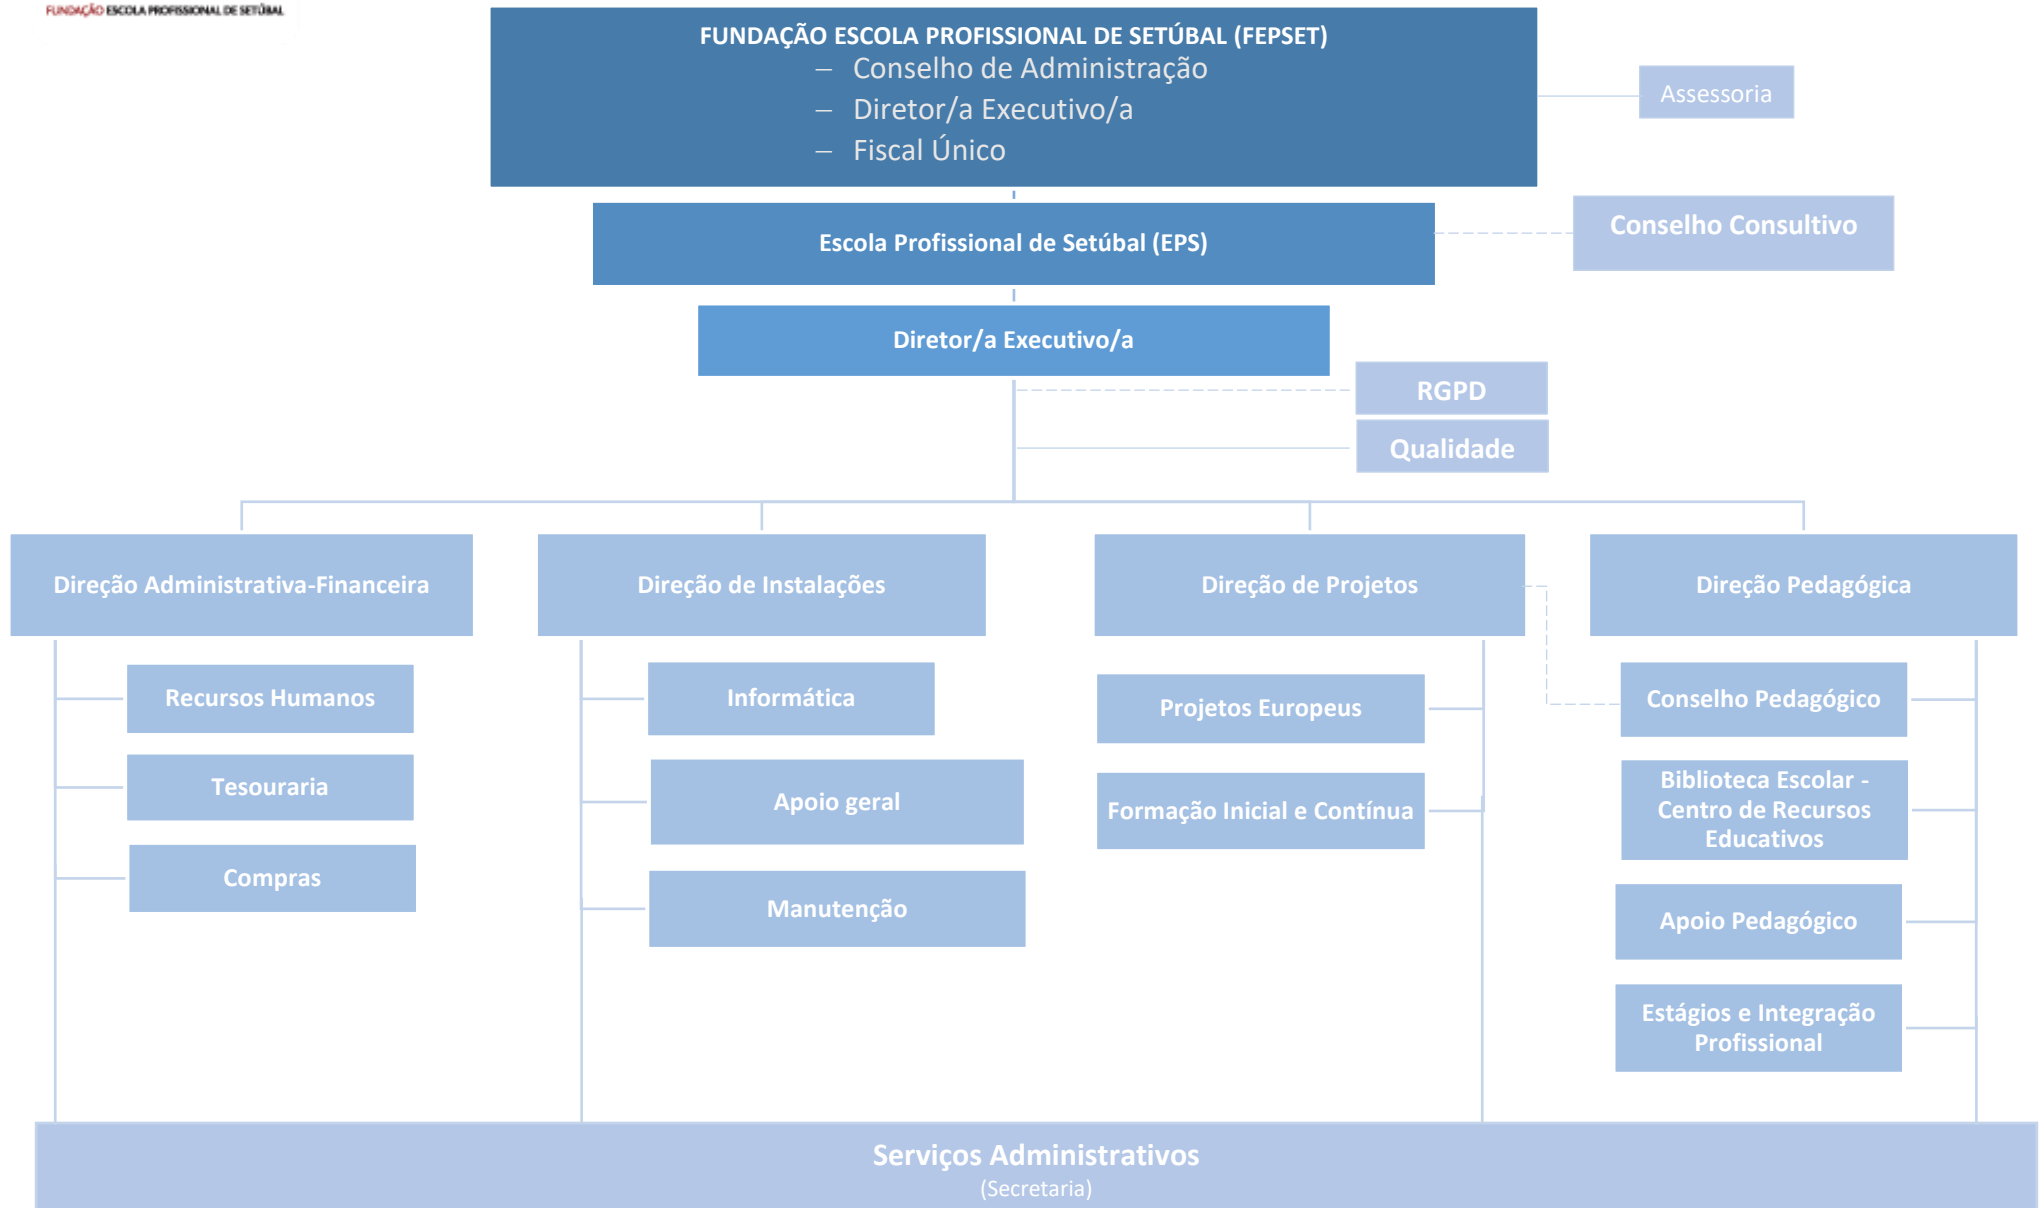 FUNDAÇÃO ESCOLA PROFISSIONAL DE SETÚBAL
FUNDAÇÃO ESCOLA PROFISSIONAL DE SETÚBAL (FEPSET)
– Conselho de Administração
– Diretor/a Executivo/a
– Fiscal Único
Assessoria
Escola Profissional de Setúbal (EPS)
Conselho Consultivo
Diretor/a Executivo/a
RGPD
Qualidade
Direção Administrativa-Financeira
Direção de Instalações
Direção de Projetos
Direção Pedagógica
Recursos Humanos
Tesouraria
Compras
Informática
Apoio geral
Manutenção
Projetos Europeus
Formação Inicial e Contínua
Conselho Pedagógico
Biblioteca Escolar -
Centro de Recursos
Educativos
Apoio Pedagógico
Estágios e Integração
Profissional
Serviços Administrativos
(Secretaria)